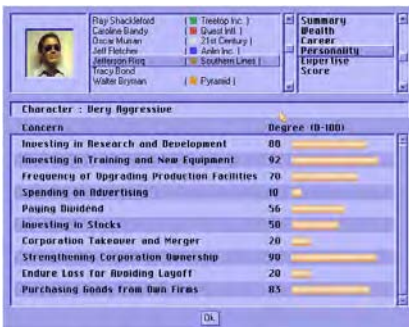 Ray Shackleford ( Treetop Inc. )
Caroline Bandy ( Quest Intl. )
Oscar Munan ( 21st Century )
Jeff Fletcher ( Anlin Inc. )
Jefferson Rioq ( Southern Lines )
Tracy Bond
Walter Bryman ( Pyramid )
Summary
Wealth
Career
Personality
Expertise
Score
Character : Very Aggressive
Concern Degree (0-100)
Investing in Research and Development 80
Investing in Training and New Equipment 92
Frequency of Upgrading Production Facilities 70
Spending on Advertising 10
Paying Dividend 56
Investing in Stocks 50
Corporation Takeover and Merger 20
Strengthening Corporation Ownership 90
Endure Loss for Avoiding Layoff 20
Purchasing Goods from Own Firms 83
Ok